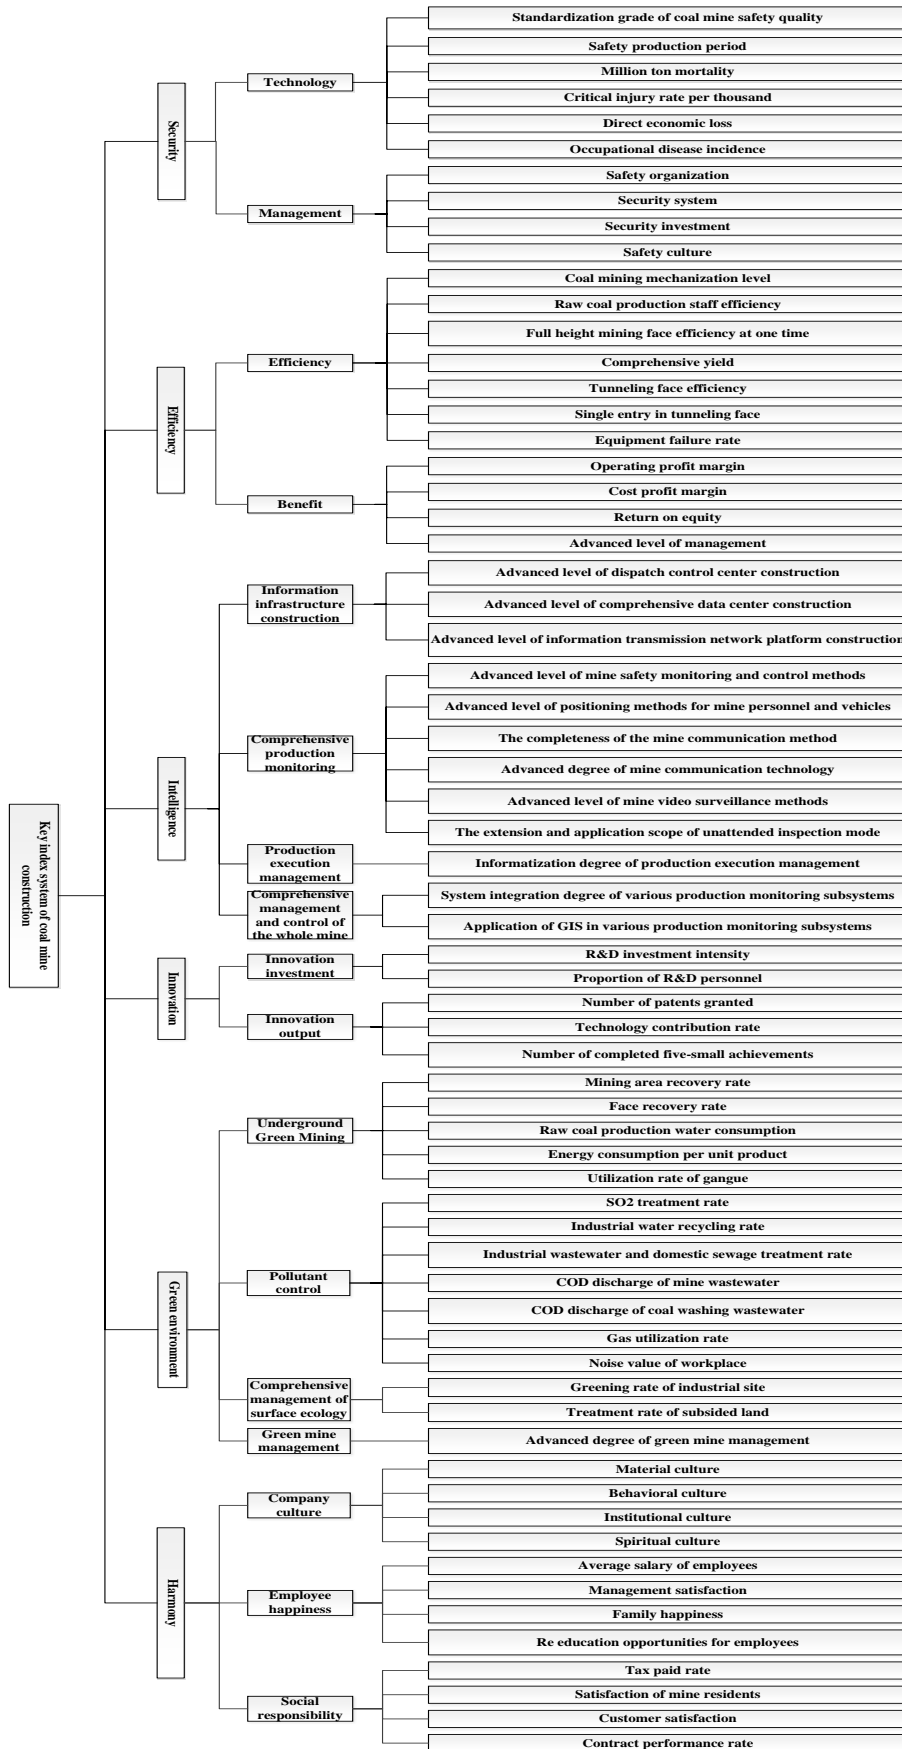 Key index system of coal mine
construction
Security
Technology
Standardization grade of coal mine safety quality
Safety production period
Million ton mortality
Critical injury rate per thousand
Direct economic loss
Occupational disease incidence
Management
Safety organization
Security system
Security investment
Safety culture
Efficiency
Efficiency
Coal mining mechanization level
Raw coal production staff efficiency
Full height mining face efficiency at one time
Comprehensive yield
Tunneling face efficiency
Single entry in tunneling face
Equipment failure rate
Benefit
Operating profit margin
Cost profit margin
Return on equity
Advanced level of management
Intelligence
Information
infrastructure
construction
Advanced level of dispatch control center construction
Advanced level of comprehensive data center construction
Advanced level of information transmission network platform construction
Comprehensive
production
monitoring
Advanced level of mine safety monitoring and control methods
Advanced level of positioning methods for mine personnel and vehicles
The completeness of the mine communication method
Advanced degree of mine communication technology
Advanced level of mine video surveillance methods
The extension and application scope of unattended inspection mode
Production
execution
management
Informatization degree of production execution management
Comprehensive
management
and control of
the whole mine
System integration degree of various production monitoring subsystems
Application of GIS in various production monitoring subsystems
Innovation
Innovation
investment
R&D investment intensity
Proportion of R&D personnel
Innovation
output
Number of patents granted
Technology contribution rate
Number of completed five-small achievements
Green environment
Underground
Green Mining
Mining area recovery rate
Face recovery rate
Raw coal production water consumption
Energy consumption per unit product
Utilization rate of gangue
Pollutant
control
SO2 treatment rate
Industrial water recycling rate
Industrial wastewater and domestic sewage treatment rate
COD discharge of mine wastewater
COD discharge of coal washing wastewater
Gas utilization rate
Noise value of workplace
Comprehensive
management of
surface ecology
Greening rate of industrial site
Treatment rate of subsided land
Green mine
management
Advanced degree of green mine management
Harmony
Company
culture
Material culture
Behavioral culture
Institutional culture
Spiritual culture
Employee
happiness
Average salary of employees
Management satisfaction
Family happiness
Re education opportunities for employees
Social
responsibility
Tax paid rate
Satisfaction of mine residents
Customer satisfaction
Contract performance rate